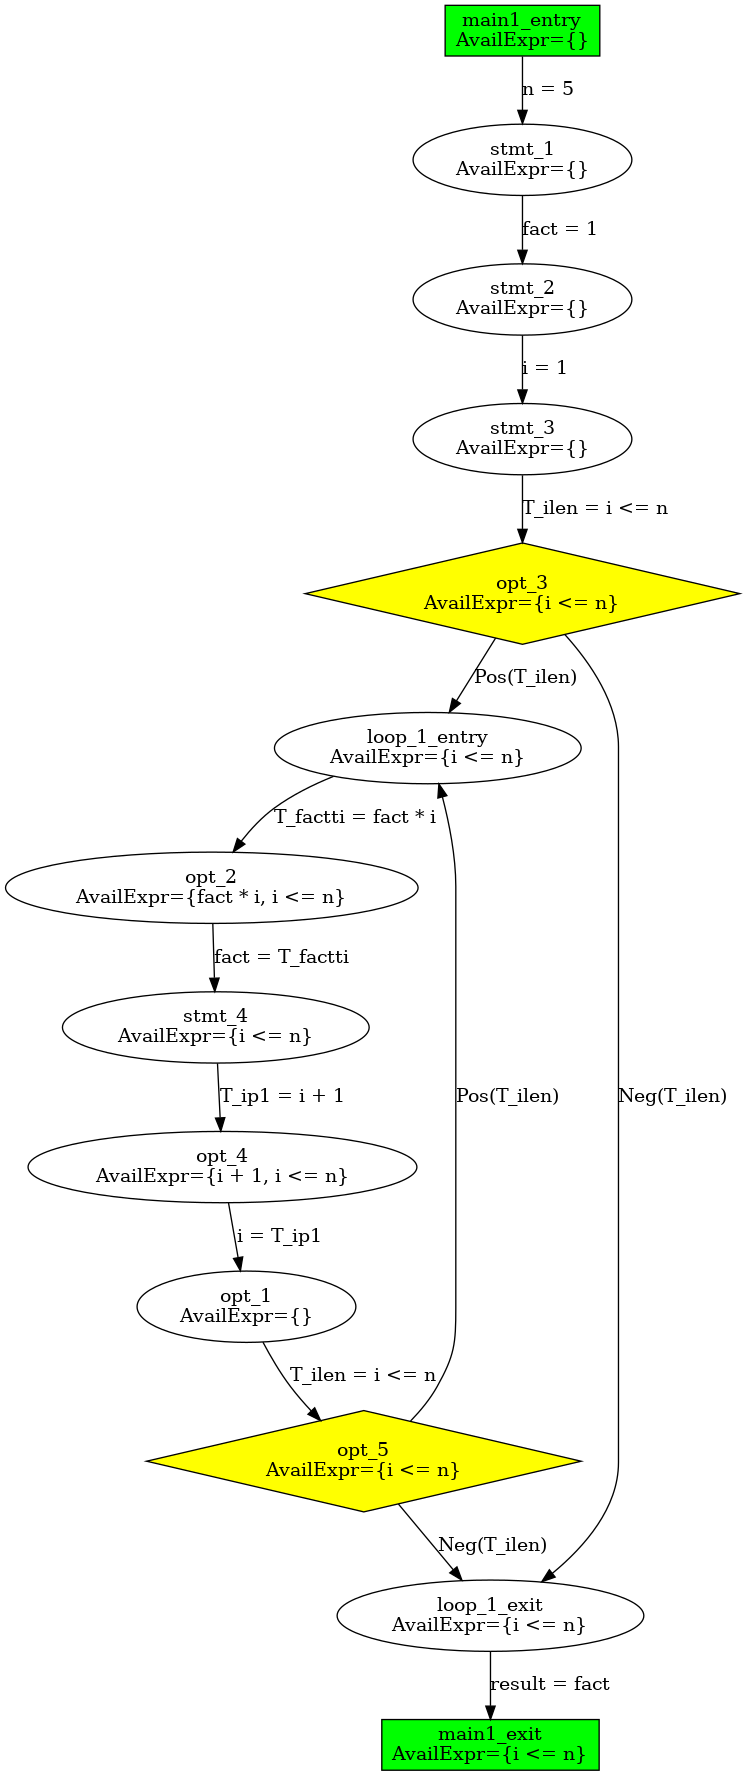 main1_entry
AvailExpr={}
n = 5
stmt_1
AvailExpr={}
fact = 1
stmt_2
AvailExpr={}
i = 1
stmt_3
AvailExpr={}
T_ilen = i <= n
opt_3
AvailExpr={i <= n}
Pos(T_ilen)
loop_1_entry
AvailExpr={i <= n}
T_factti = fact * i
opt_2
AvailExpr={fact * i, i <= n}
fact = T_factti
stmt_4
AvailExpr={i <= n}
T_ip1 = i + 1
Pos(T_ilen)
Neg(T_ilen)
opt_4
AvailExpr={i + 1, i <= n}
i = T_ip1
opt_1
AvailExpr={}
T_ilen = i <= n
opt_5
AvailExpr={i <= n}
Neg(T_ilen)
loop_1_exit
AvailExpr={i <= n}
result = fact
main1_exit
AvailExpr={i <= n}